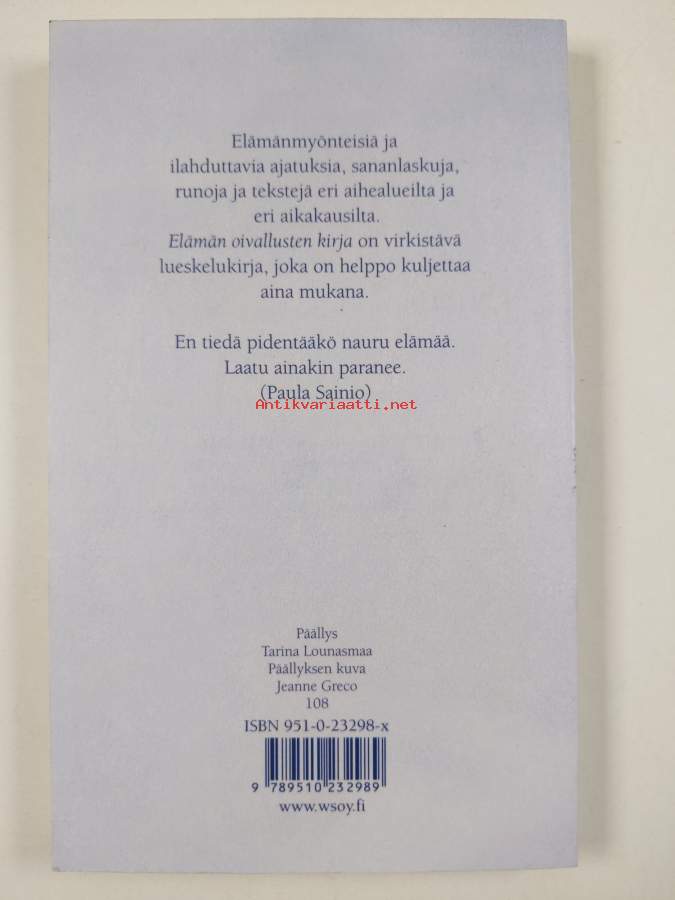 Elämänmyönteisiä ja
ilahduttavia ajatuksia, sananlaskuja,
runoja ja tekstejä eri aihealueilta ja
eri aikakausilta.
Elämän oivallusten kirja on virkistävä
lueskelukirja, joka on helppo kuljettaa
aina mukana.
En tiedä pidentääkö nauru elämää.
Laatu ainakin paranee.
(Paula Sainio)
Antikvariaatti.net
Päällys
Tarina Lounasmaa
Päällyksen kuva
Jeanne Greco
108
ISBN 951-0-23298-x
9 789510 232989
www.wsoy.fi